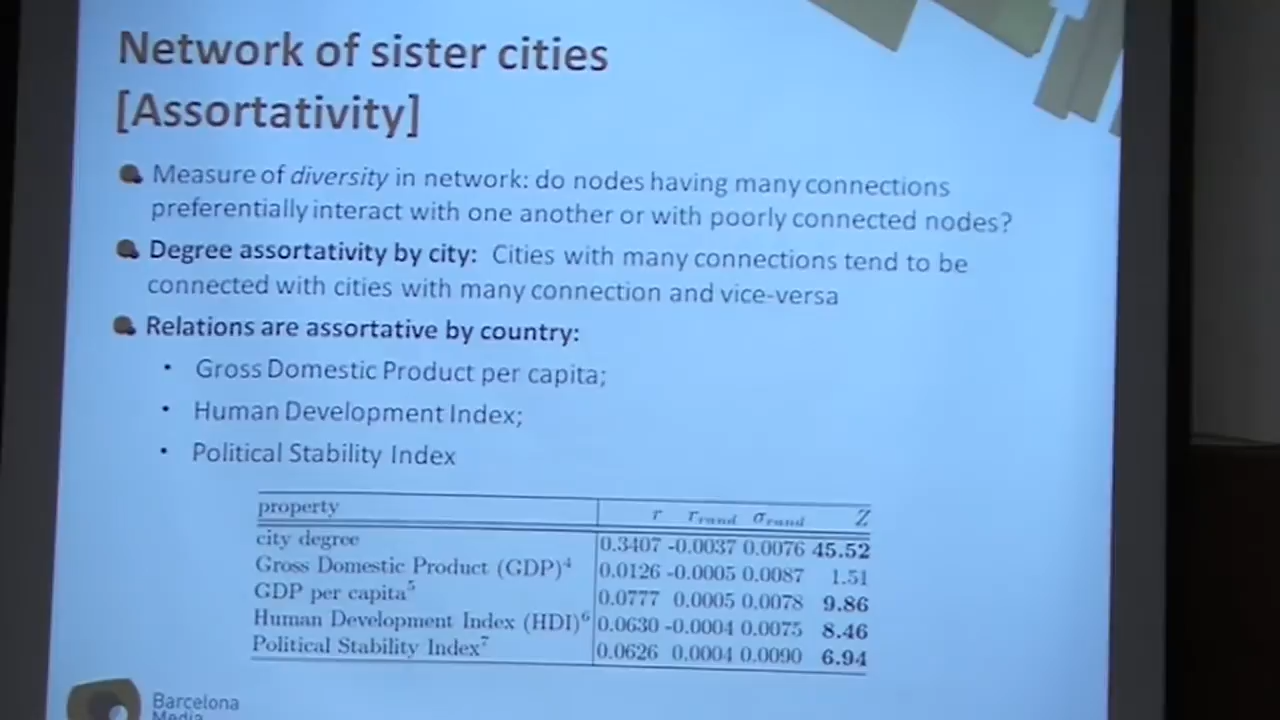 Network of sister cities
[Assortativity]
Measure of diversity in network: do nodes having many connections
preferentially interact with one another or with poorly connected nodes?
Degree assortativity by city: Cities with many connections tend to be
connected with cities with many connection and vice-versa
Relations are assortative by country:
• Gross Domestic Product per capita;
• Human Development Index;
• Political Stability Index
property r r_rand σ_rand Z
city degree 0.3407 -0.0037 0.0076 45.52
Gross Domestic Product (GDP)⁴ 0.0126 -0.0005 0.0087 1.51
GDP per capita⁵ 0.0777 0.0005 0.0078 9.86
Human Development Index (HDI)⁶ 0.0630 -0.0004 0.0075 8.46
Political Stability Index⁷ 0.0626 0.0004 0.0090 6.94
Barcelona
Media